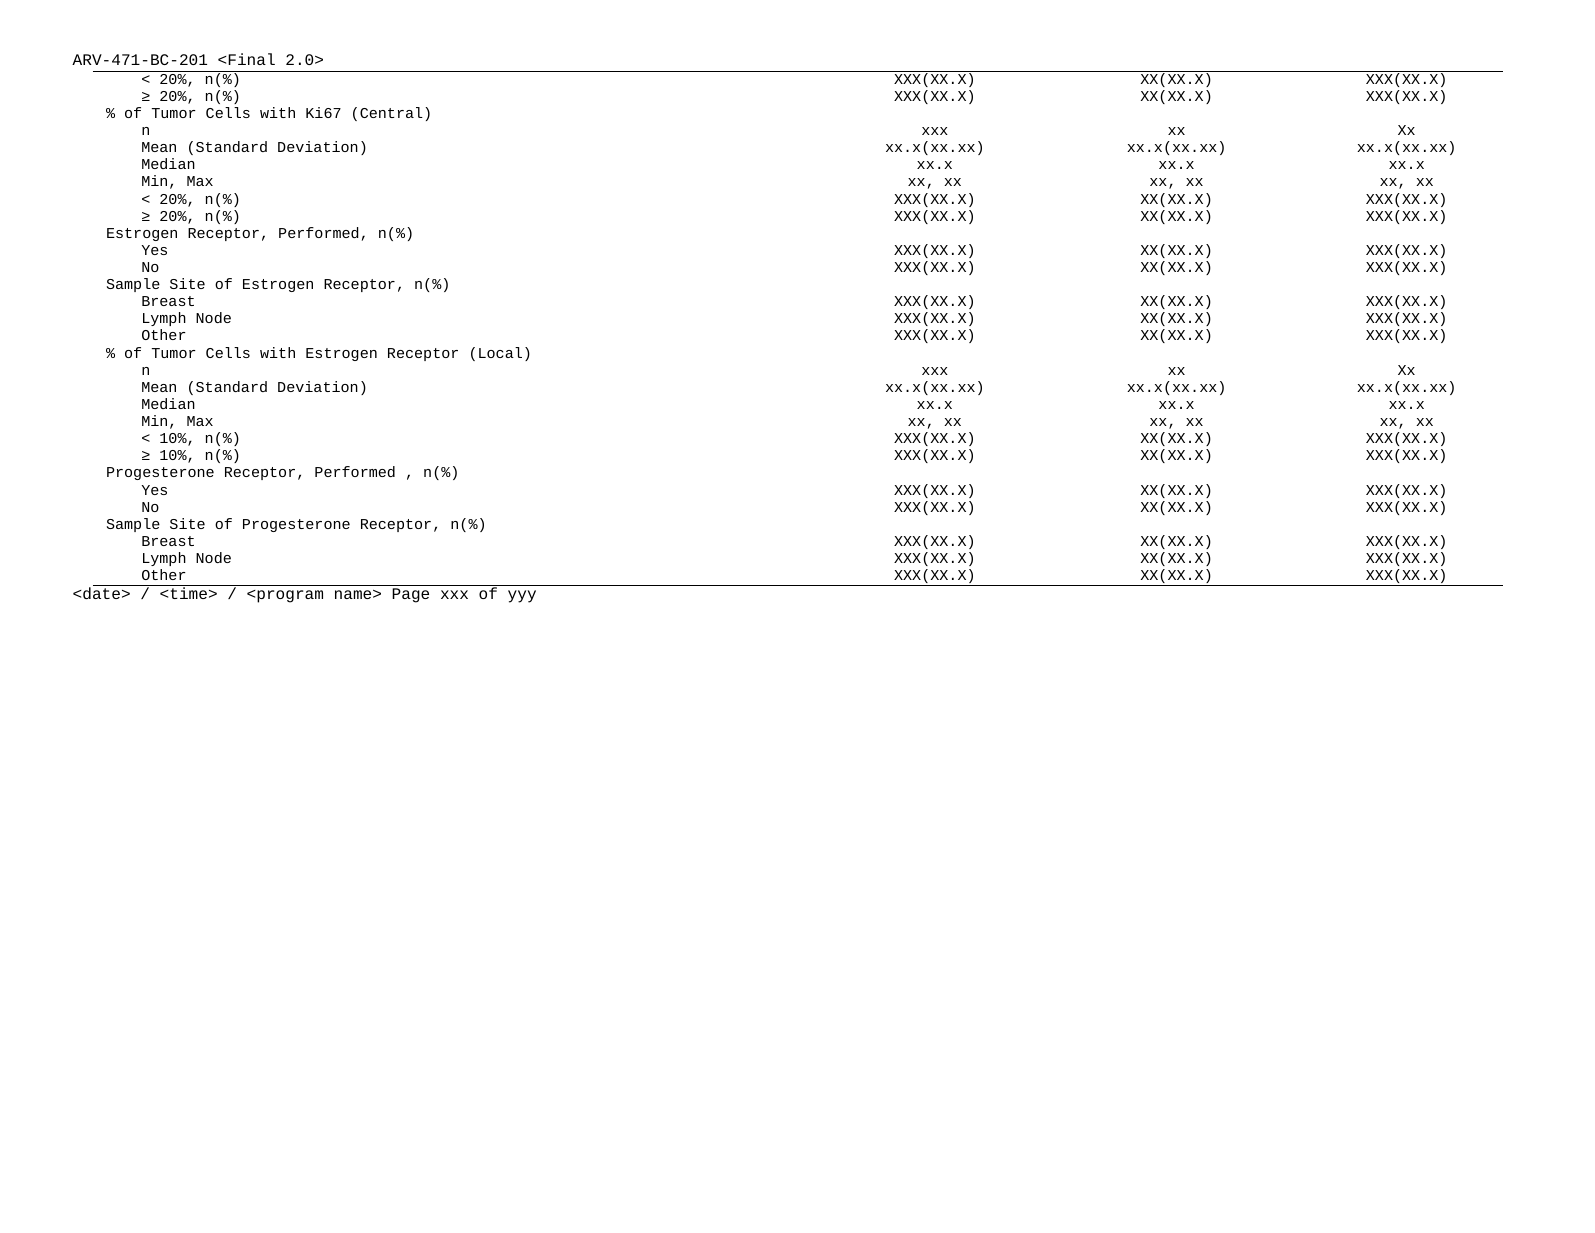 ARV-471-BC-201 <Final 2.0>
< 20%, n(%) XXX(XX.X) XX(XX.X) XXX(XX.X)
≥ 20%, n(%) XXX(XX.X) XX(XX.X) XXX(XX.X)
% of Tumor Cells with Ki67 (Central)
n xxx xx Xx
Mean (Standard Deviation) xx.x(xx.xx) xx.x(xx.xx) xx.x(xx.xx)
Median xx.x xx.x xx.x
Min, Max xx, xx xx, xx xx, xx
< 20%, n(%) XXX(XX.X) XX(XX.X) XXX(XX.X)
≥ 20%, n(%) XXX(XX.X) XX(XX.X) XXX(XX.X)
Estrogen Receptor, Performed, n(%)
Yes XXX(XX.X) XX(XX.X) XXX(XX.X)
No XXX(XX.X) XX(XX.X) XXX(XX.X)
Sample Site of Estrogen Receptor, n(%)
Breast XXX(XX.X) XX(XX.X) XXX(XX.X)
Lymph Node XXX(XX.X) XX(XX.X) XXX(XX.X)
Other XXX(XX.X) XX(XX.X) XXX(XX.X)
% of Tumor Cells with Estrogen Receptor (Local)
n xxx xx Xx
Mean (Standard Deviation) xx.x(xx.xx) xx.x(xx.xx) xx.x(xx.xx)
Median xx.x xx.x xx.x
Min, Max xx, xx xx, xx xx, xx
< 10%, n(%) XXX(XX.X) XX(XX.X) XXX(XX.X)
≥ 10%, n(%) XXX(XX.X) XX(XX.X) XXX(XX.X)
Progesterone Receptor, Performed , n(%)
Yes XXX(XX.X) XX(XX.X) XXX(XX.X)
No XXX(XX.X) XX(XX.X) XXX(XX.X)
Sample Site of Progesterone Receptor, n(%)
Breast XXX(XX.X) XX(XX.X) XXX(XX.X)
Lymph Node XXX(XX.X) XX(XX.X) XXX(XX.X)
Other XXX(XX.X) XX(XX.X) XXX(XX.X)
<date> / <time> / <program name> Page xxx of yyy